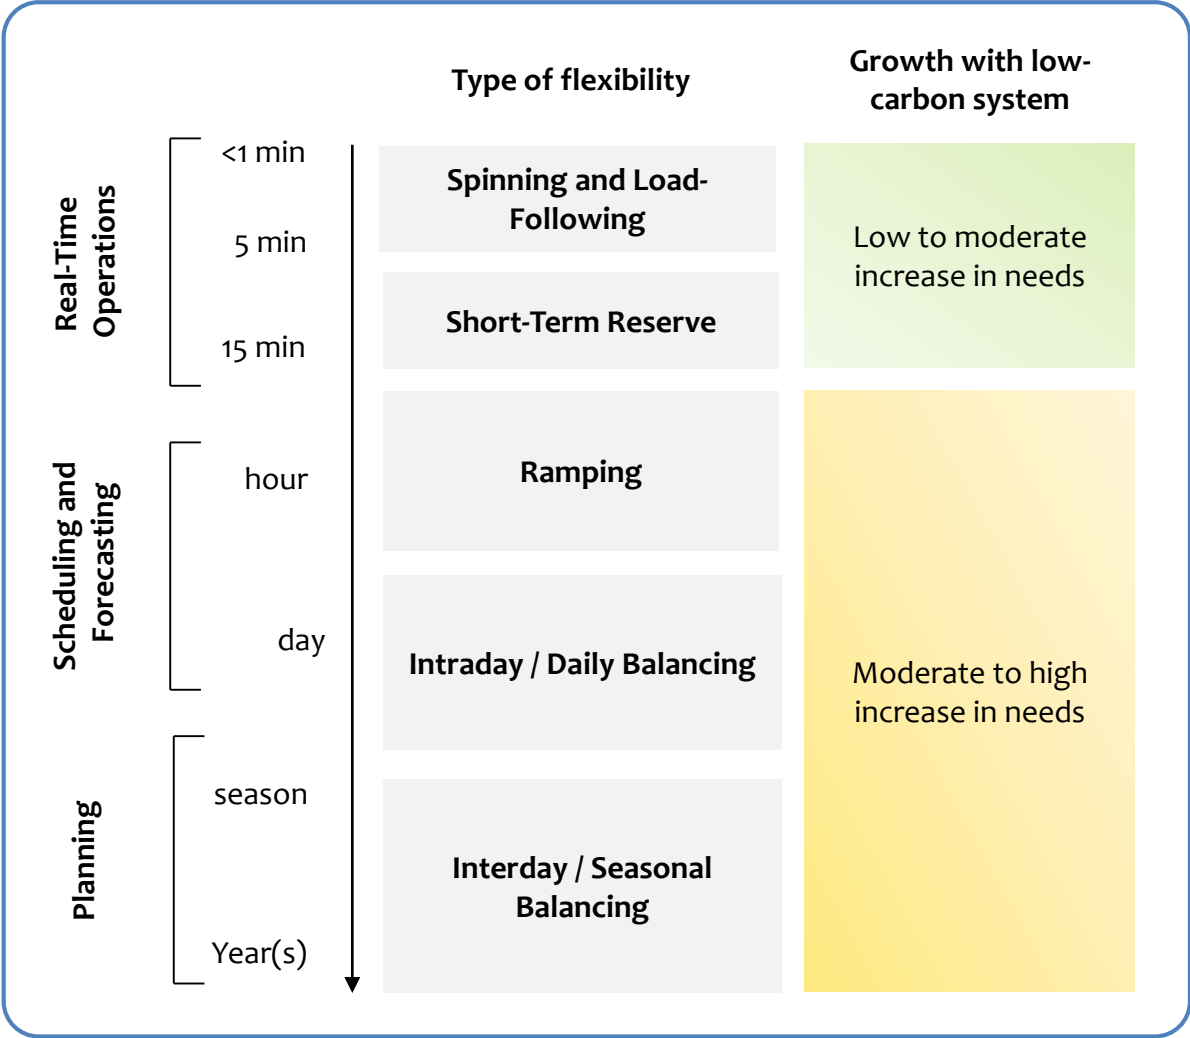 Type of flexibility
Growth with low-
carbon system
Real-Time
Operations
<1 min
5 min
15 min
Spinning and Load-
Following
Short-Term Reserve
Low to moderate
increase in needs
Scheduling and
Forecasting
hour
day
Ramping
Intraday / Daily Balancing
Moderate to high
increase in needs
Planning
season
Year(s)
Interday / Seasonal
Balancing